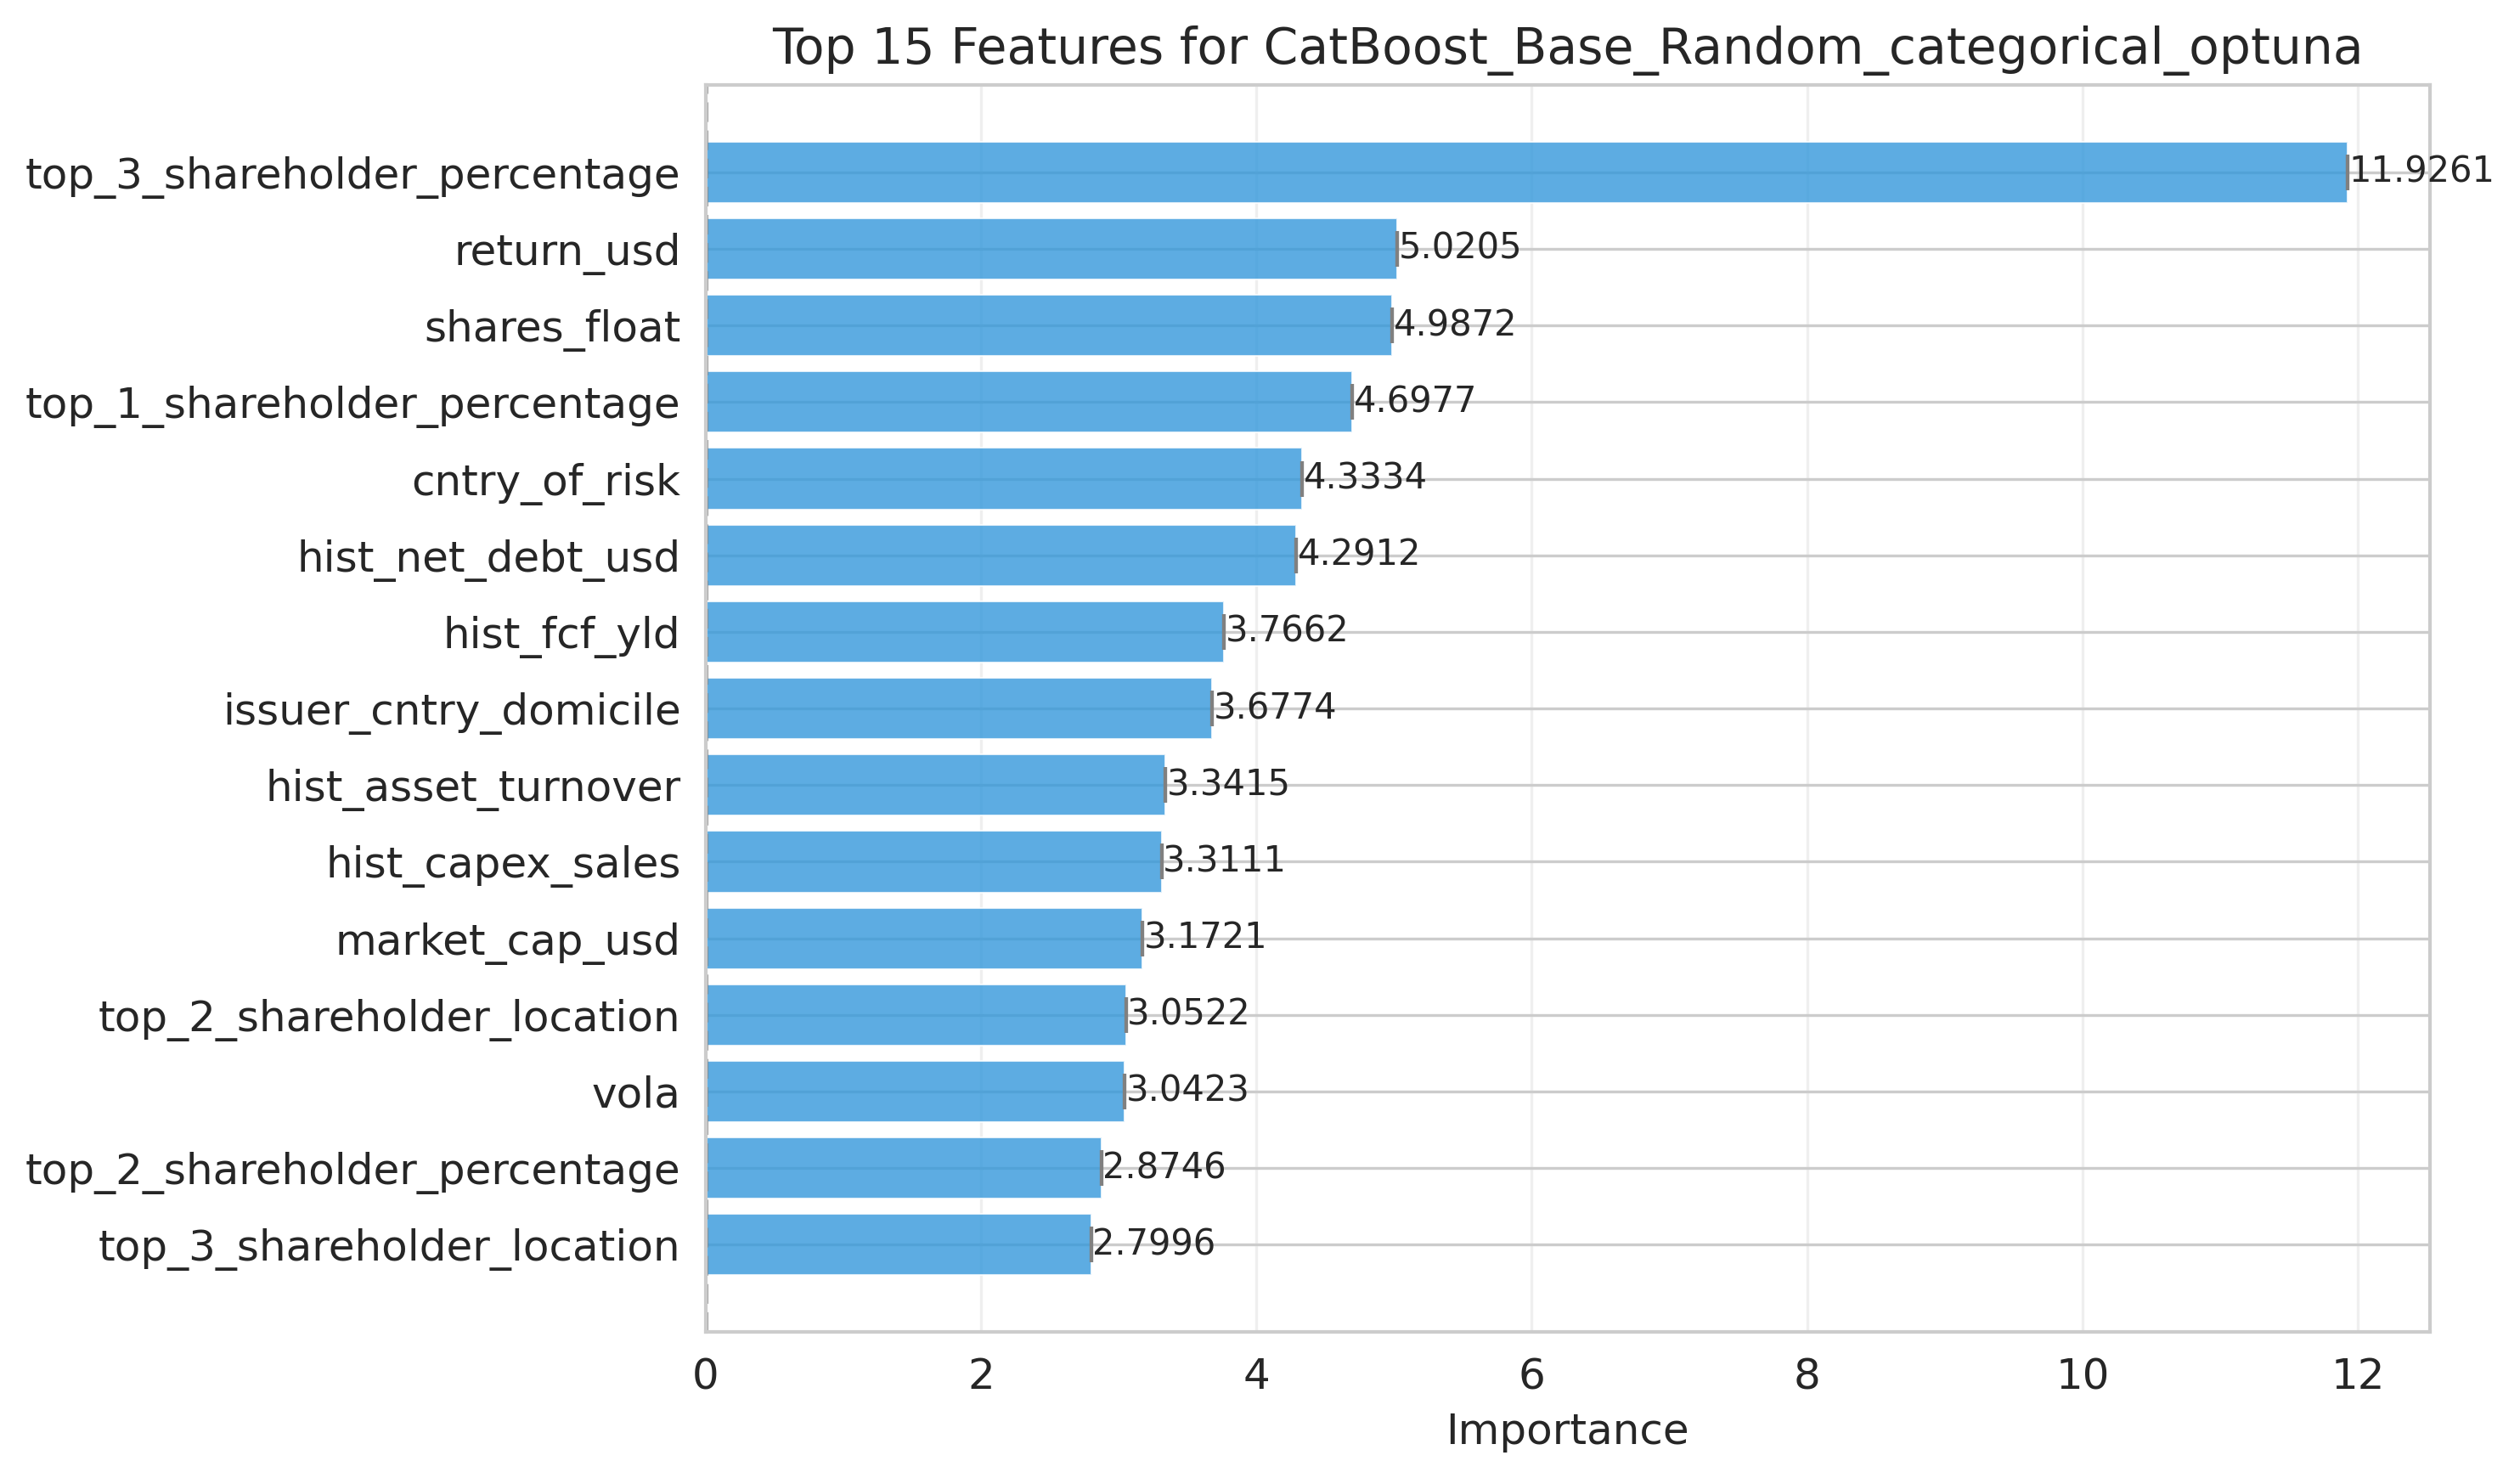 Top 15 Features for CatBoost_Base_Random_categorical_optuna
top_3_shareholder_percentage 11.9261
return_usd 5.0205
shares_float 4.9872
top_1_shareholder_percentage 4.6977
cntry_of_risk 4.3334
hist_net_debt_usd 4.2912
hist_fcf_yld 3.7662
issuer_cntry_domicile 3.6774
hist_asset_turnover 3.3415
hist_capex_sales 3.3111
market_cap_usd 3.1721
top_2_shareholder_location 3.0522
vola 3.0423
top_2_shareholder_percentage 2.8746
top_3_shareholder_location 2.7996
0 2 4 6 8 10 12
Importance